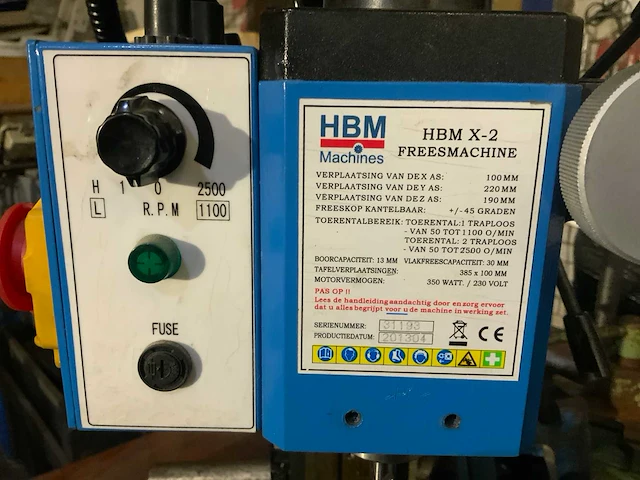 H 1 0 2500
L R.P.M 1100
FUSE
HBM
Machines
HBM X-2
FREESMACHINE
VERPLAATSING VAN DE X AS: 100 MM
VERPLAATSING VAN DE Y AS: 220 MM
VERPLAATSING VAN DE Z AS: 190 MM
FREESKOP KANTELBAAR: +/-45 GRADEN
TOERENTALBEREIK: TOERENTAL:1 TRAPLOOS
- VAN 50 TOT 1100 O/MIN
TOERENTAL: 2 TRAPLOOS
- VAN 50 TOT 2500 O/MIN
BOORCAPACITEIT: 13 MM VLAKFREESCAPACITEIT: 30 MM
TAFELVERPLAATSINGEN: 385 x 100 MM
MOTORVERMOGEN: 350 WATT. / 230 VOLT
PAS OP !!
Lees de handleiding aandachtig door en zorg ervoor
dat u alles begrijpt voor u de machine in werking zet.
SERIENUMMER: 31193
PRODUCTIEDATUM: 201304
CE